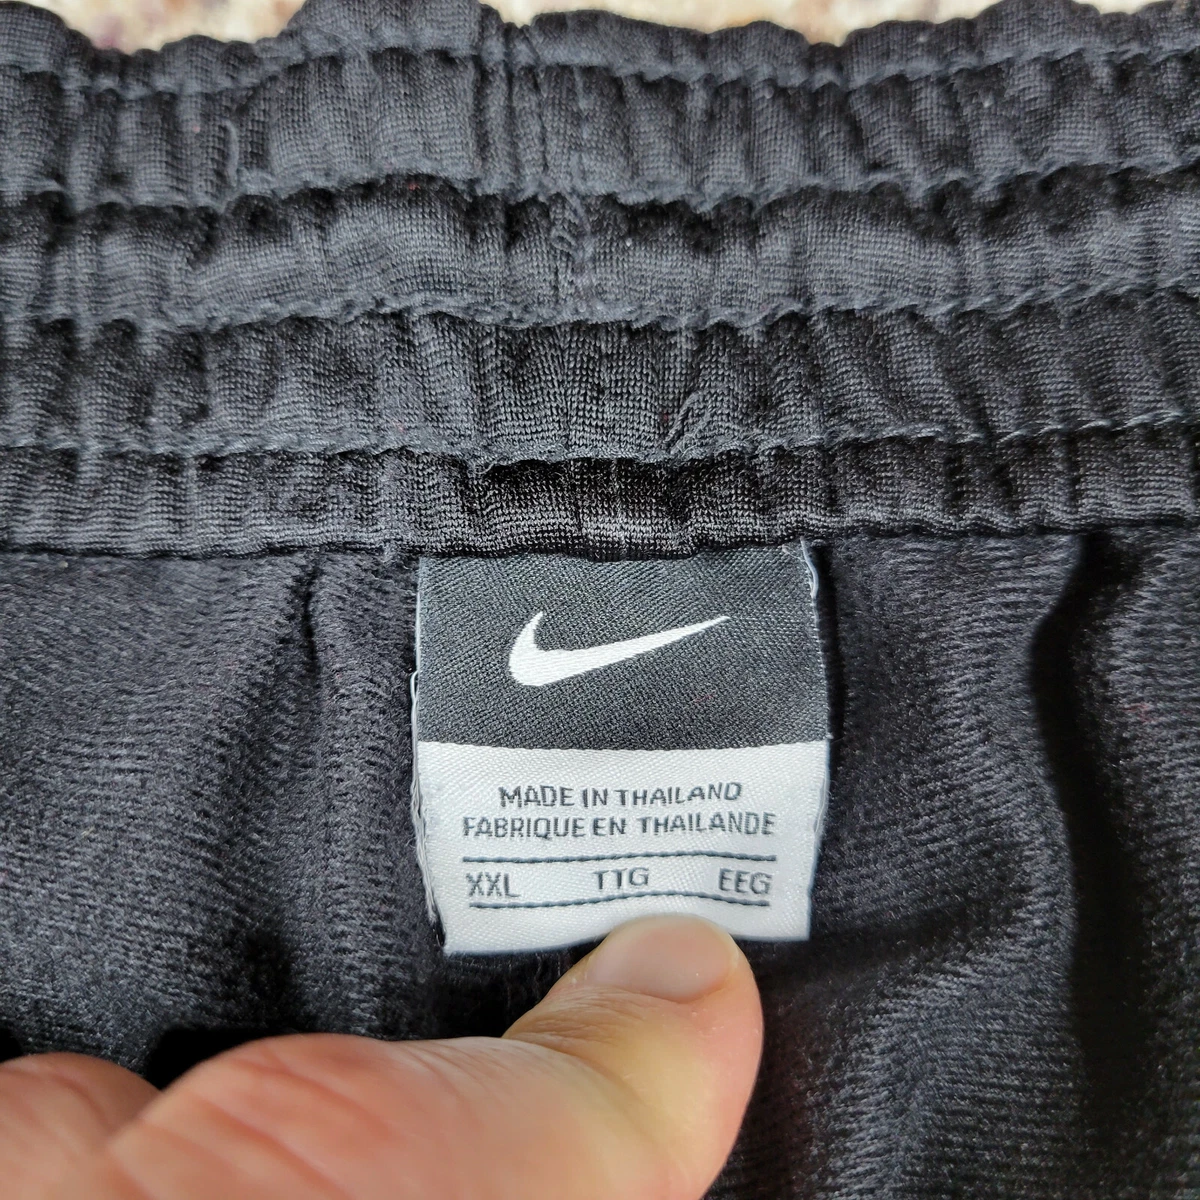 MADE IN THAILAND
FABRIQUE EN THAILANDE
XXL TTG EEG